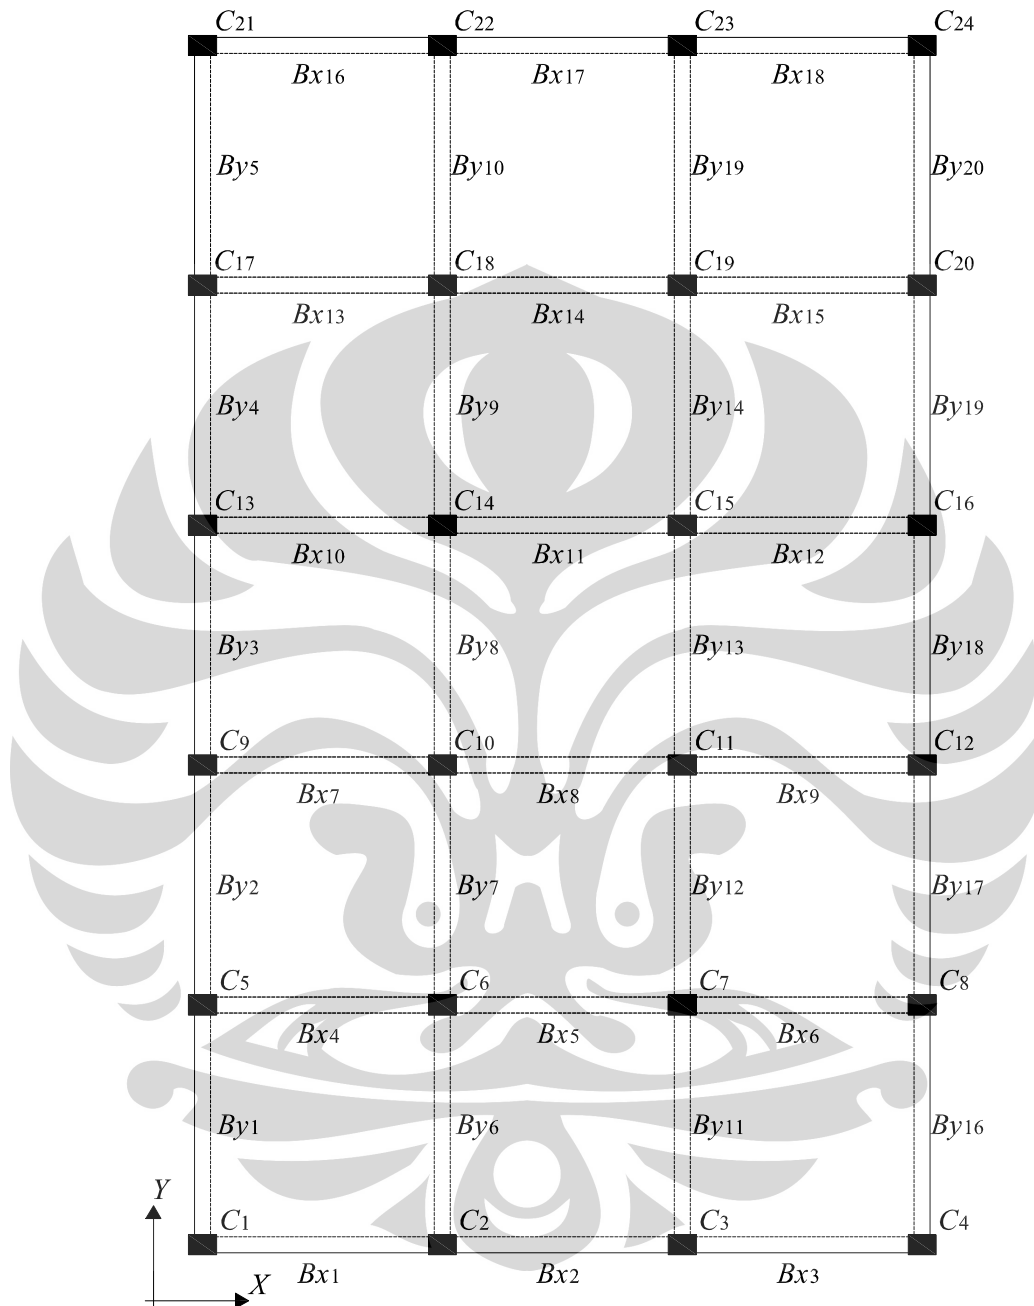 C21 C22 C23 C24
Bx16 Bx17 Bx18
By5 By10 By19 By20
C17 C18 C19 C20
Bx13 Bx14 Bx15
By4 By9 By14 By19
C13 C14 C15 C16
Bx10 Bx11 Bx12
By3 By8 By13 By18
C9 C10 C11 C12
Bx7 Bx8 Bx9
By2 By7 By12 By17
C5 C6 C7 C8
Bx4 Bx5 Bx6
By1 By6 By11 By16
Y
C1 C2 C3 C4
X Bx1 Bx2 Bx3